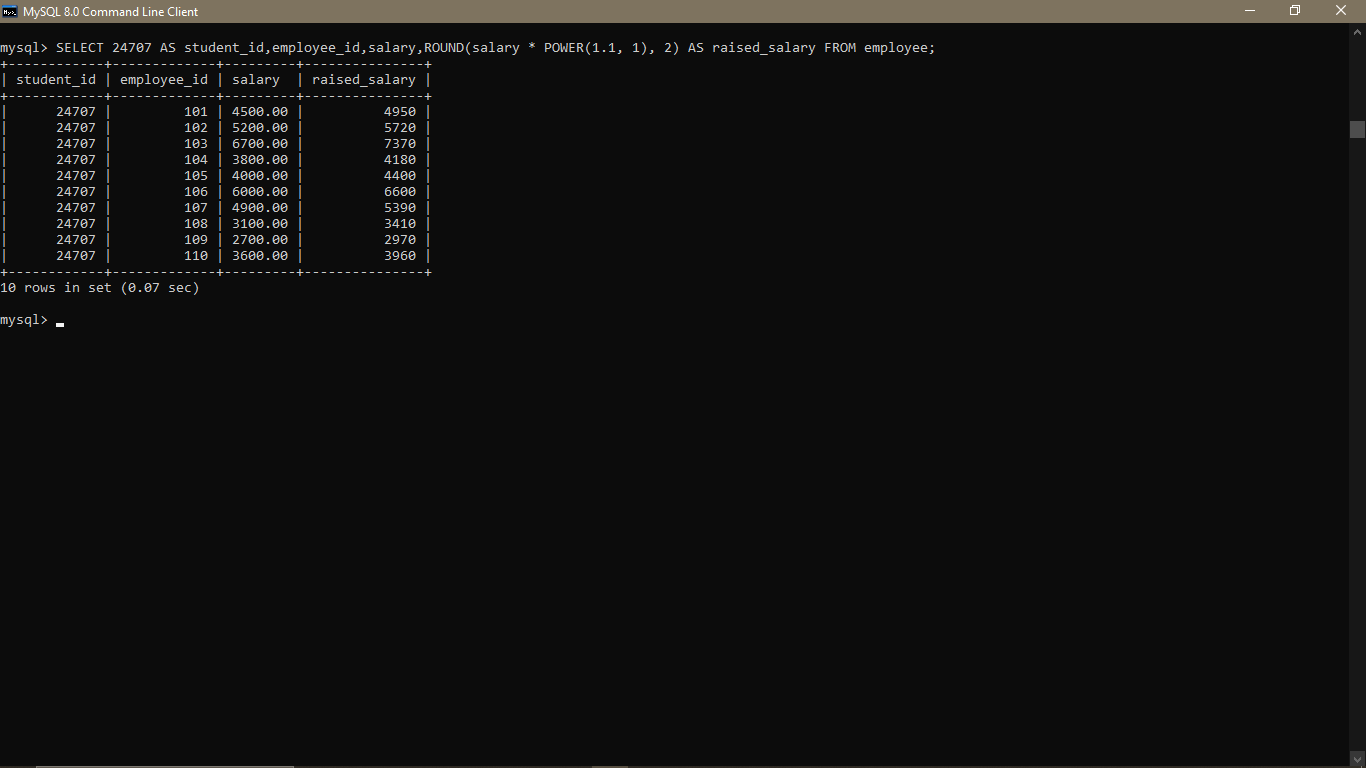 MySQL 8.0 Command Line Client
mysql> SELECT 24707 AS student_id,employee_id,salary,ROUND(salary * POWER(1.1, 1), 2) AS raised_salary FROM employee;
+------------+-------------+---------+---------------+
| student_id | employee_id | salary  | raised_salary |
+------------+-------------+---------+---------------+
|      24707 |         101 | 4500.00 |          4950 |
|      24707 |         102 | 5200.00 |          5720 |
|      24707 |         103 | 6700.00 |          7370 |
|      24707 |         104 | 3800.00 |          4180 |
|      24707 |         105 | 4000.00 |          4400 |
|      24707 |         106 | 6000.00 |          6600 |
|      24707 |         107 | 4900.00 |          5390 |
|      24707 |         108 | 3100.00 |          3410 |
|      24707 |         109 | 2700.00 |          2970 |
|      24707 |         110 | 3600.00 |          3960 |
+------------+-------------+---------+---------------+
10 rows in set (0.07 sec)
mysql>